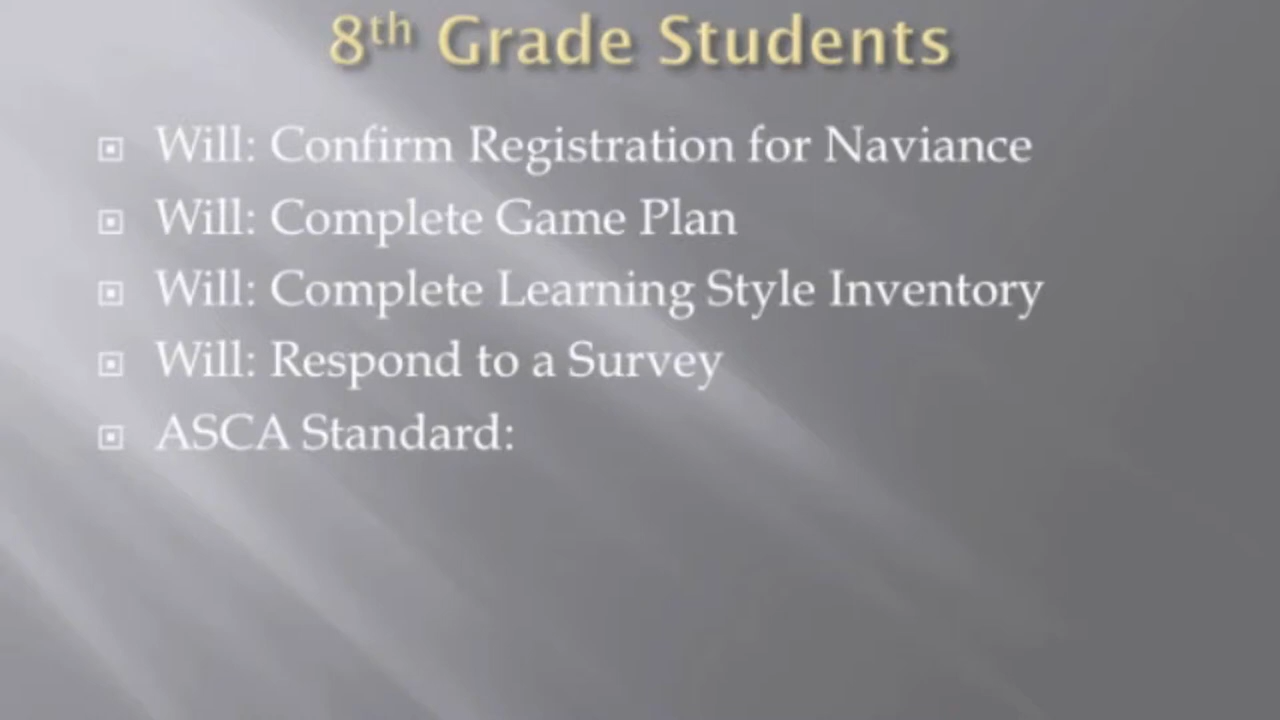 8th Grade Students
Will: Confirm Registration for Naviance
Will: Complete Game Plan
Will: Complete Learning Style Inventory
Will: Respond to a Survey
ASCA Standard: